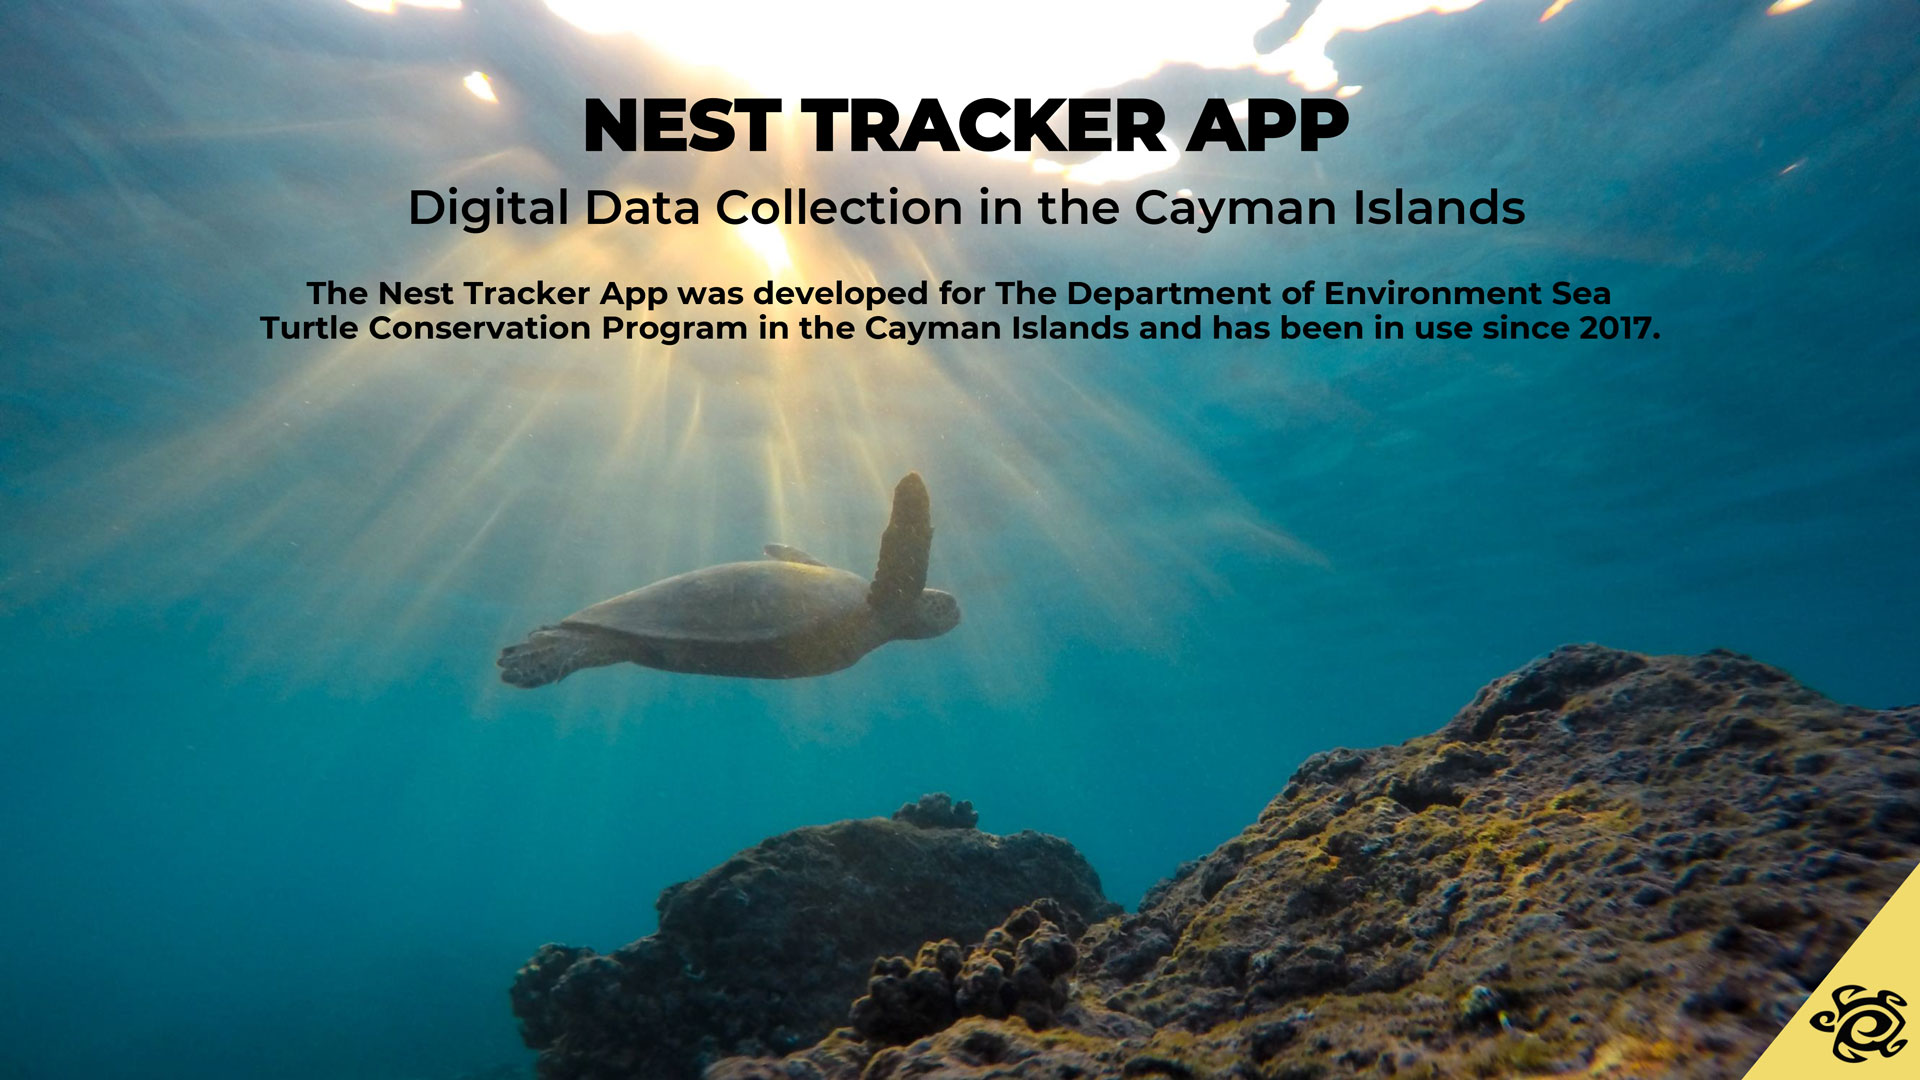 NEST TRACKER APP
Digital Data Collection in the Cayman Islands
The Nest Tracker App was developed for The Department of Environment Sea
Turtle Conservation Program in the Cayman Islands and has been in use since 2017.